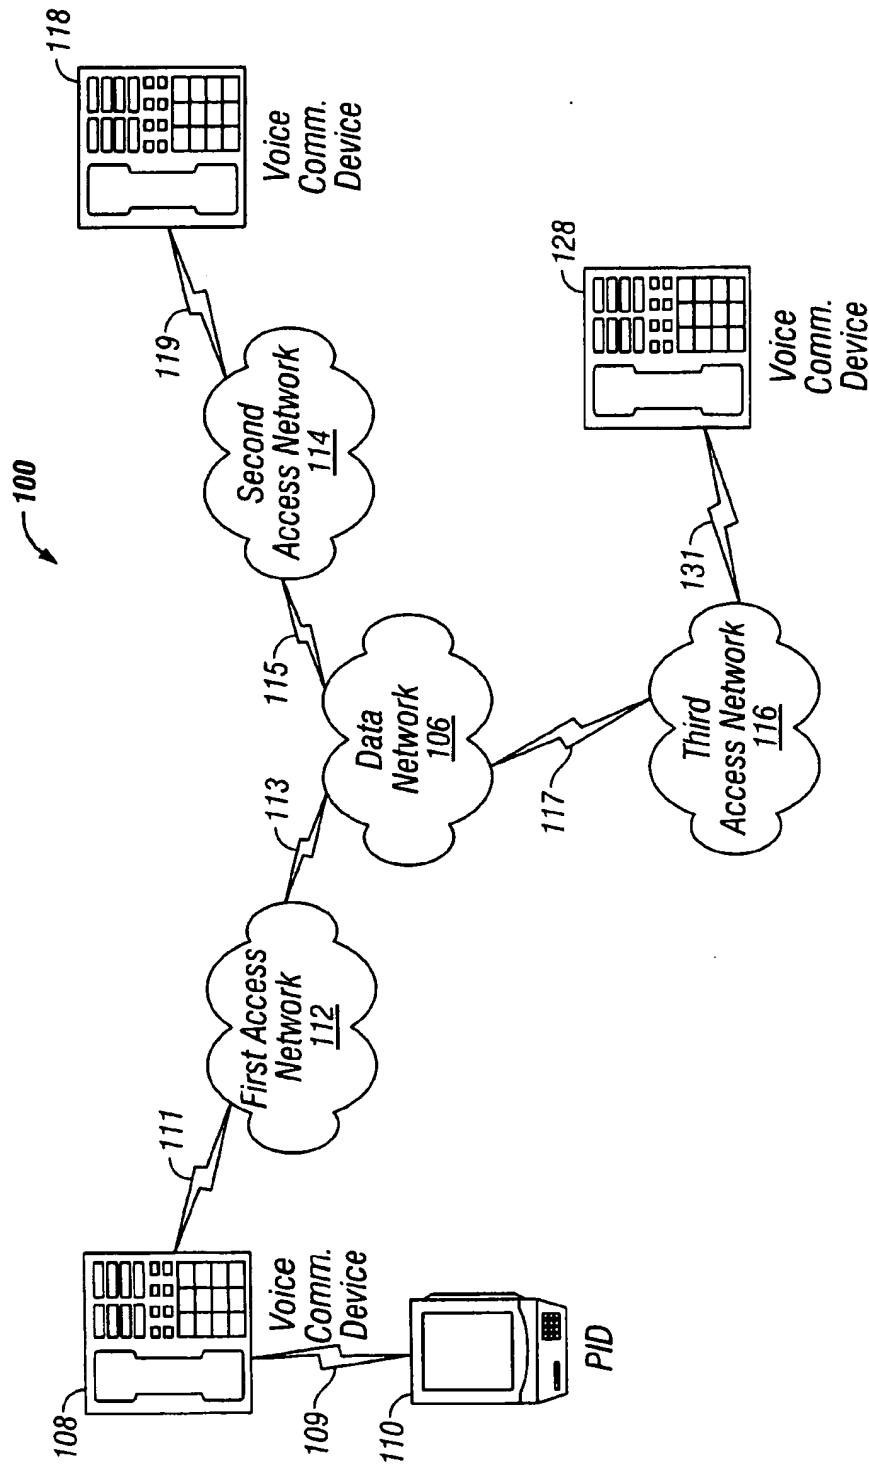 100
108
Voice
Comm.
Device
109
110
PID
111
First Access
Network
112
113
Data
Network
106
115
Second
Access Network
114
119
118
Voice
Comm.
Device
117
Third
Access Network
116
131
128
Voice
Comm.
Device